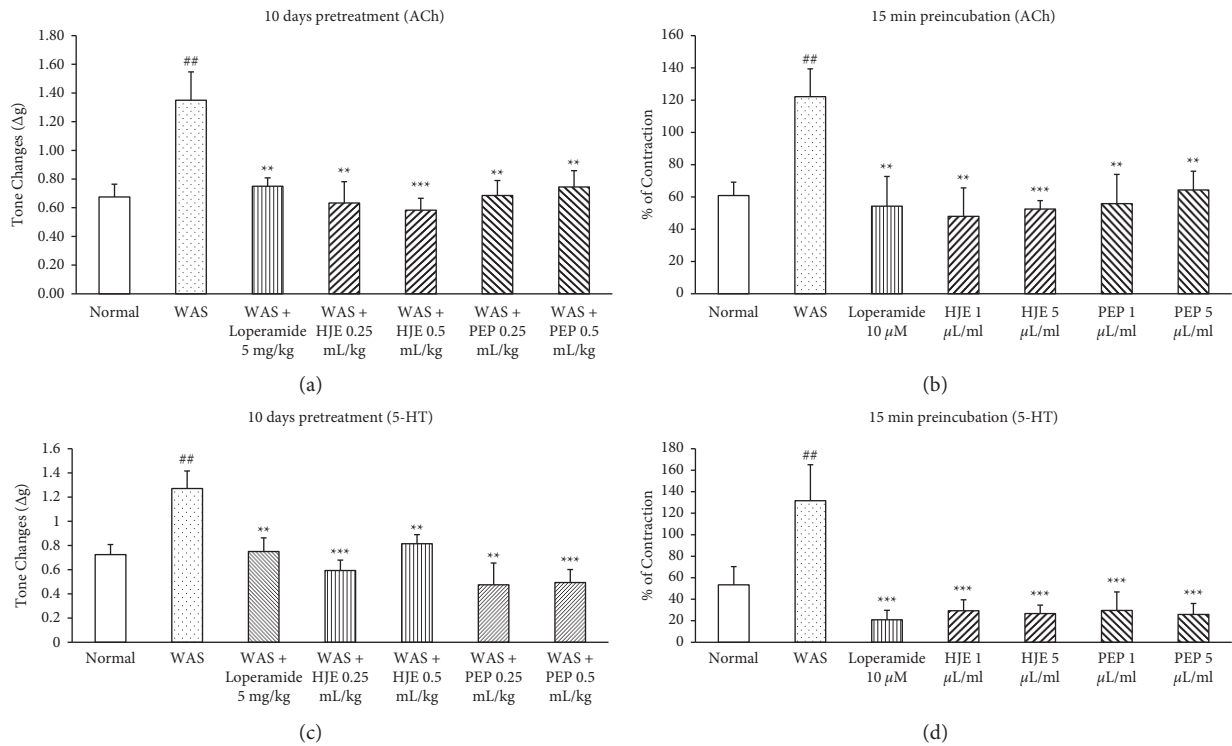 10 days pretreatment (ACh)
Tone Changes (Δg)
1.80
1.60
1.40
1.20
1.00
0.80
0.60
0.40
0.20
0.00
##
**
**
***
**
**
Normal
WAS
WAS +
Loperamide
5 mg/kg
WAS +
HJE 0.25
mL/kg
WAS +
HJE 0.5
mL/kg
WAS +
PEP 0.25
mL/kg
WAS +
PEP 0.5
mL/kg
(a)
15 min preincubation (ACh)
% of Contraction
160
140
120
100
80
60
40
20
0
##
**
**
***
**
**
Normal
WAS
Loperamide
10 μM
HJE 1
μL/ml
HJE 5
μL/ml
PEP 1
μL/ml
PEP 5
μL/ml
(b)
10 days pretreatment (5-HT)
Tone Changes (Δg)
1.6
1.4
1.2
1
0.8
0.6
0.4
0.2
0
##
**
***
**
**
***
Normal
WAS
WAS +
Loperamide
5 mg/kg
WAS +
HJE 0.25
mL/kg
WAS +
HJE 0.5
mL/kg
WAS +
PEP 0.25
mL/kg
WAS +
PEP 0.5
mL/kg
(c)
15 min preincubation (5-HT)
% of Contraction
180
160
140
120
100
80
60
40
20
0
##
***
***
***
***
***
Normal
WAS
Loperamide
10 μM
HJE 1
μL/ml
HJE 5
μL/ml
PEP 1
μL/ml
PEP 5
μL/ml
(d)